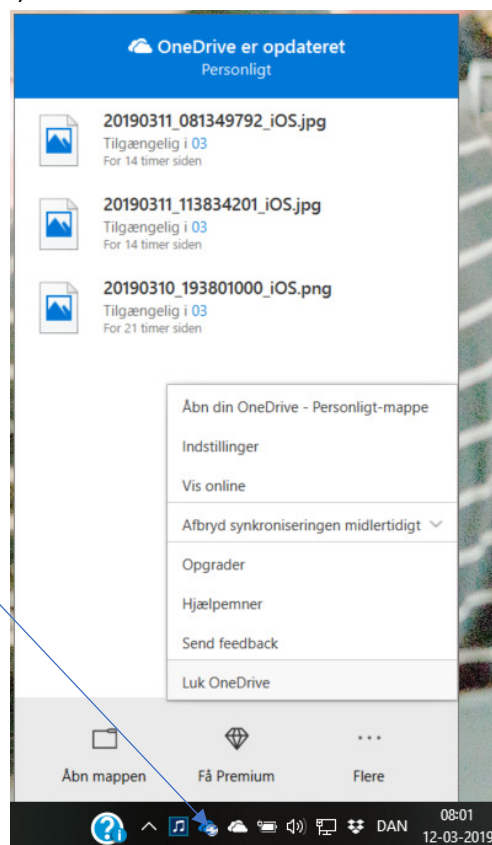 OneDrive er opdateret
Personligt
20190311_081349792_iOS.jpg
Tilgængelig i 03
For 14 timer siden
20190311_113834201_iOS.jpg
Tilgængelig i 03
For 14 timer siden
20190310_193801000_iOS.png
Tilgængelig i 03
For 21 timer siden
Åbn din OneDrive - Personligt-mappe
Indstillinger
Vis online
Afbryd synkroniseringen midlertidigt
Opgrader
Hjælpemner
Send feedback
Luk OneDrive
Åbn mappen Få Premium Flere
DAN 08:01
12-03-2019